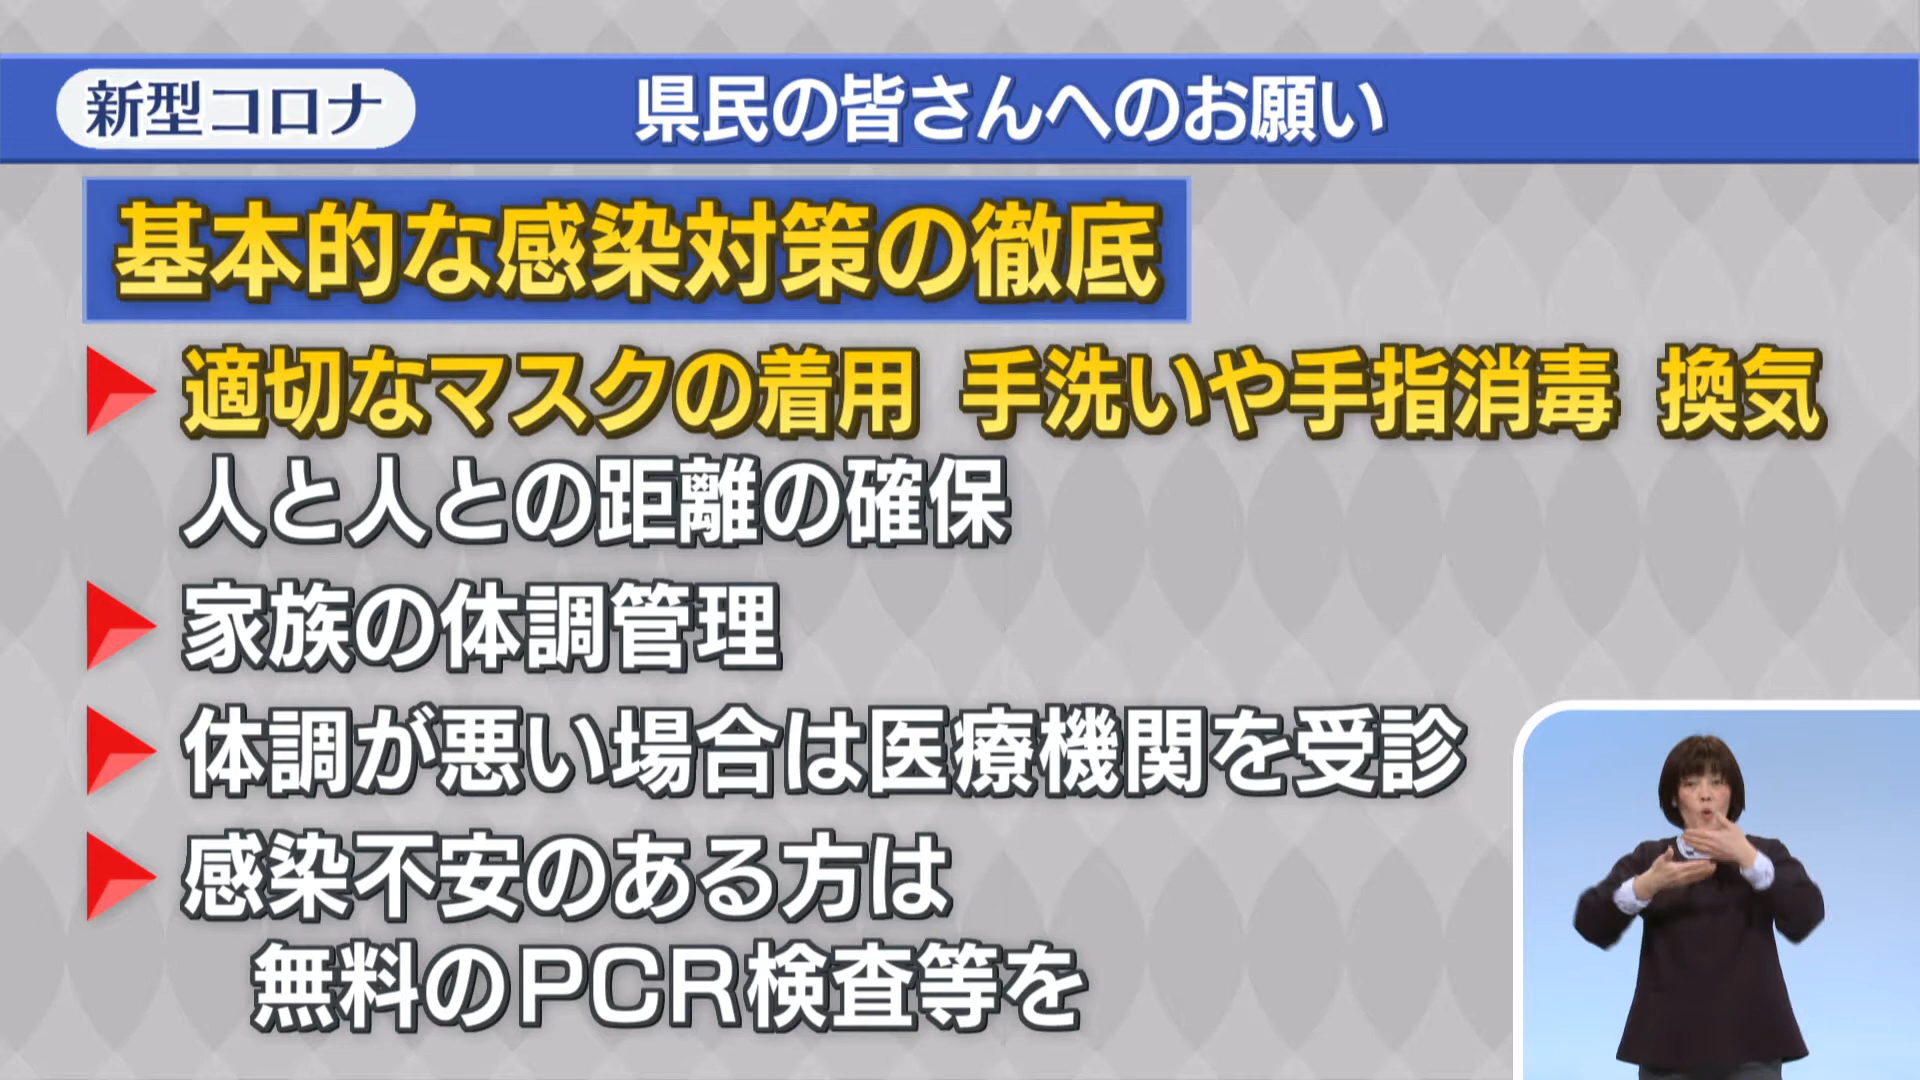 新型コロナ
県民の皆さんへのお願い
基本的な感染対策の徹底
適切なマスクの着用 手洗いや手指消毒 換気
人と人との距離の確保
家族の体調管理
体調が悪い場合は医療機関を受診
感染不安のある方は
無料のPCR検査等を